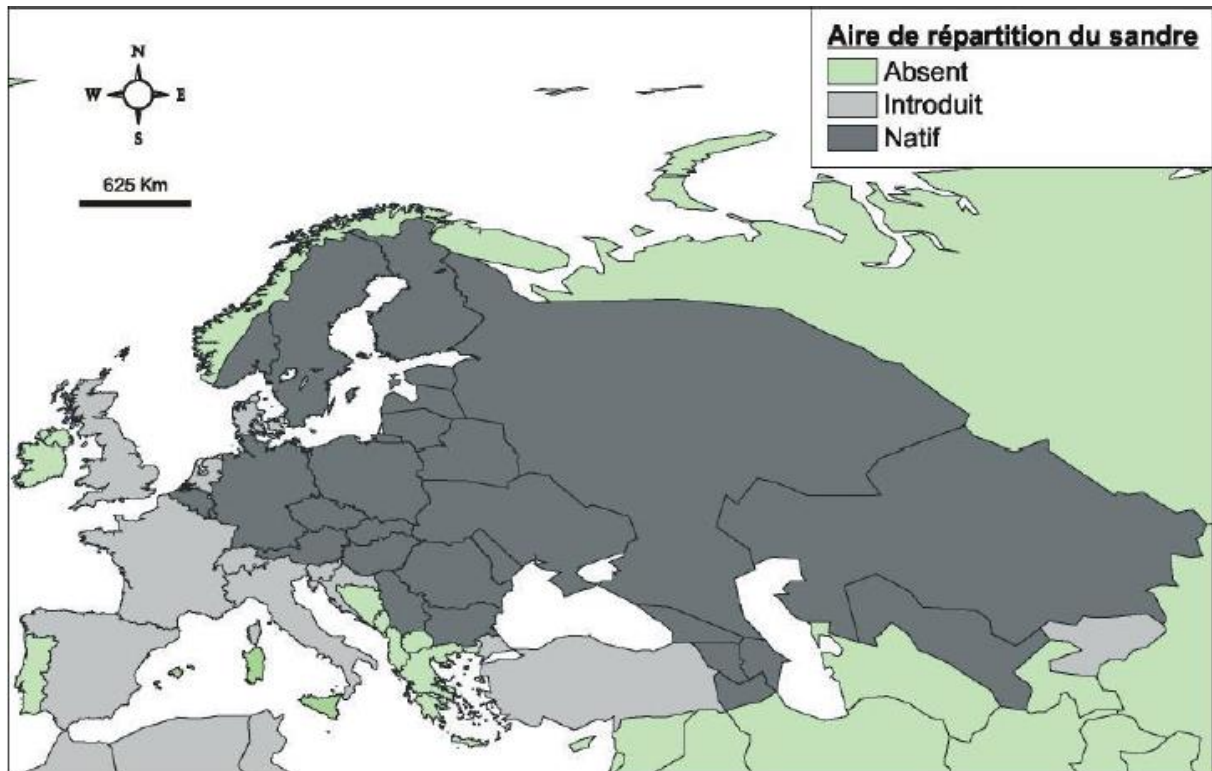 N
W E
S
625 Km
Aire de répartition du sandre
Absent
Introduit
Natif